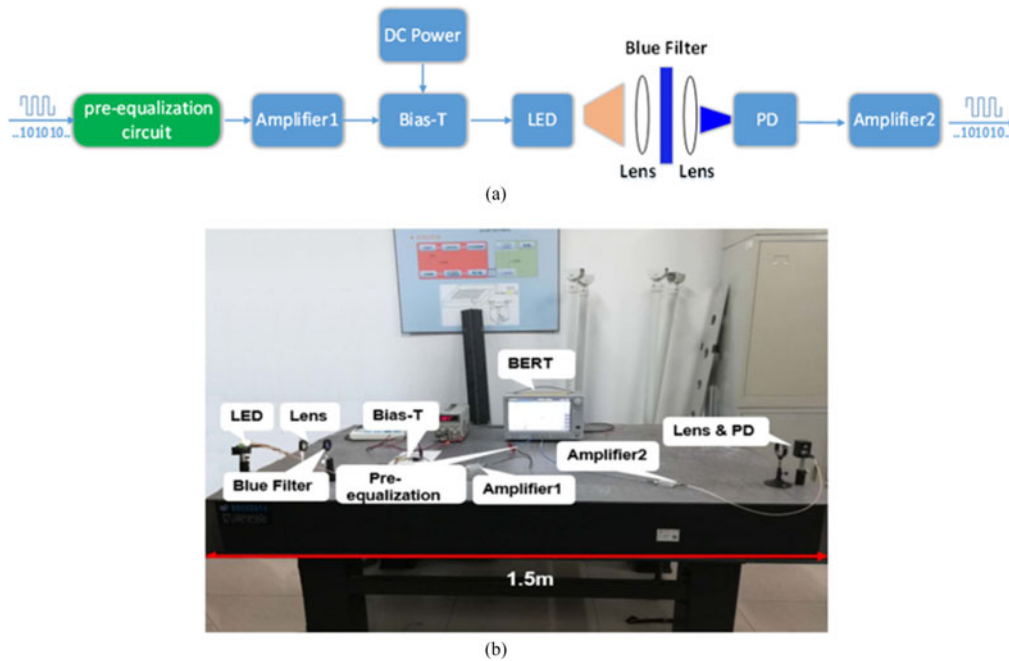 DC Power
Blue Filter
..101010..
pre-equalization
circuit
Amplifier1
Bias-T
LED
PD
Amplifier2
..101010..
Lens
Lens
(a)
BERT
LED
Lens
Bias-T
Lens & PD
Blue Filter
Pre-
equalization
Amplifier1
Amplifier2
1.5m
(b)